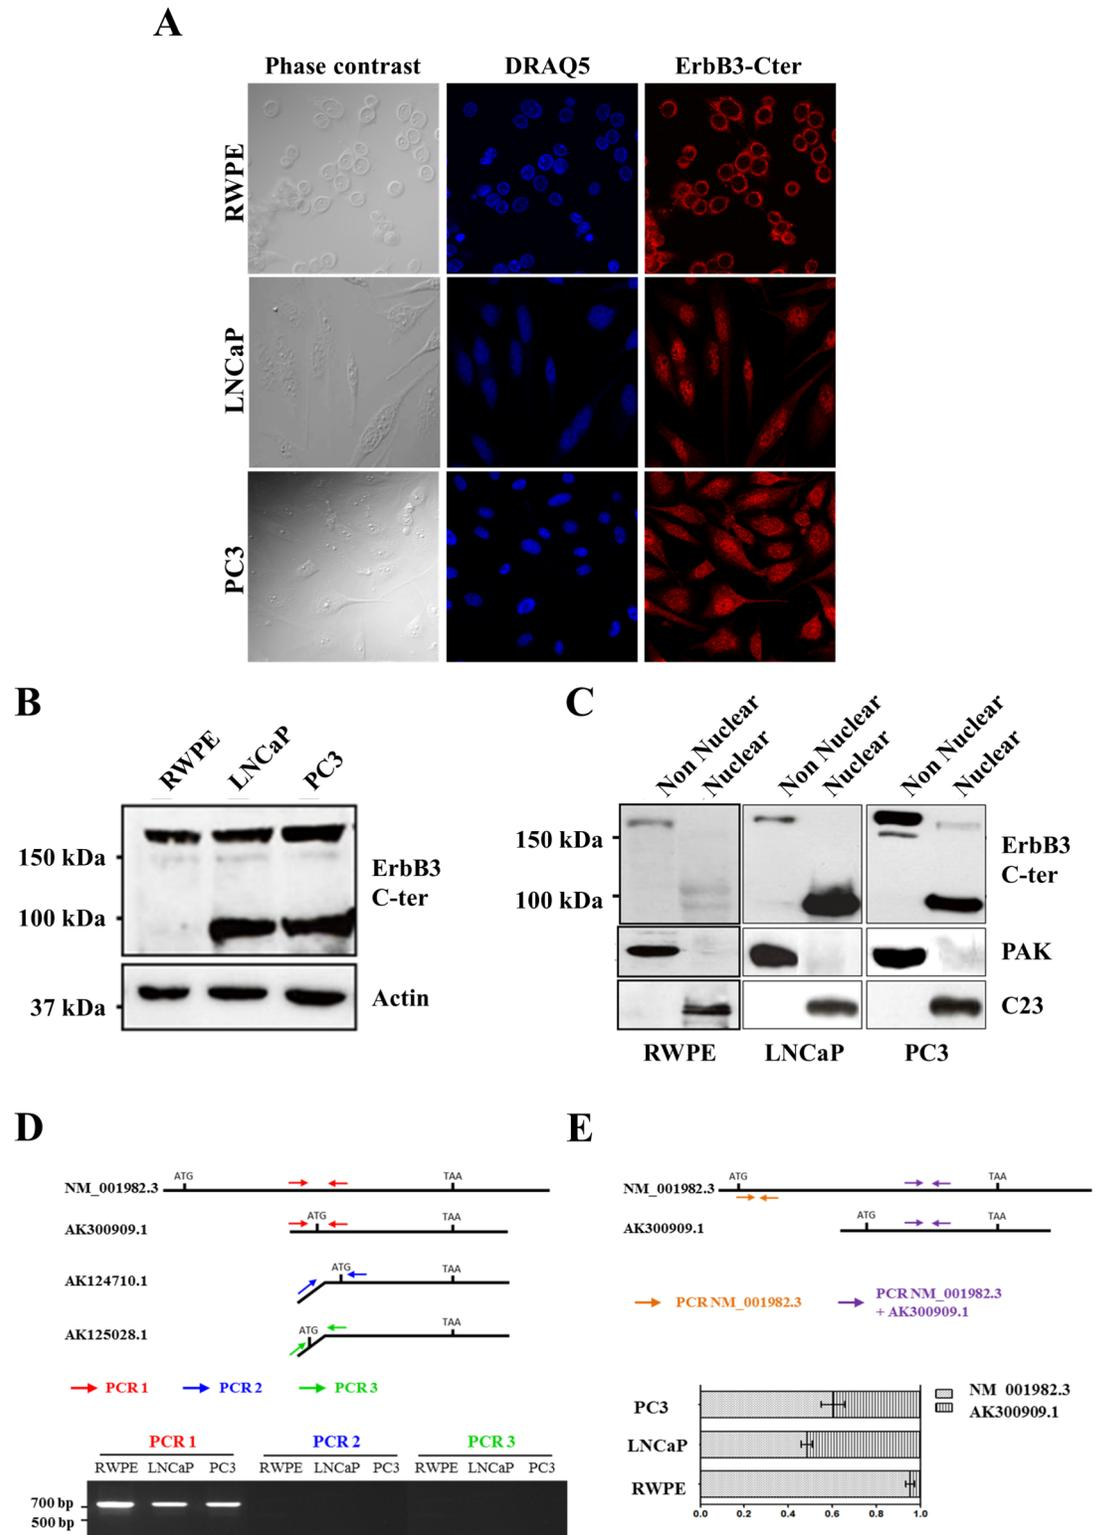 A
Phase contrast DRAQ5 ErbB3-Cter
RWPE
LNCaP
PC3
B
RWPE LNCaP PC3
150 kDa
100 kDa
ErbB3
C-ter
37 kDa
Actin
C
Non Nuclear Nuclear Non Nuclear Nuclear Non Nuclear Nuclear
150 kDa
100 kDa
ErbB3
C-ter
PAK
C23
RWPE LNCaP PC3
D
ATG TAA
NM_001982.3
ATG TAA
AK300909.1
ATG TAA
AK124710.1
ATG TAA
AK125028.1
PCR 1 PCR 2 PCR 3
PCR 1 PCR 2 PCR 3
RWPE LNCaP PC3 RWPE LNCaP PC3 RWPE LNCaP PC3
700 bp
500 bp
E
ATG TAA
NM_001982.3
ATG TAA
AK300909.1
PCR NM_001982.3
PCR NM_001982.3
+ AK300909.1
NM 001982.3
AK300909.1
PC3
LNCaP
RWPE
0.0 0.2 0.4 0.6 0.8 1.0